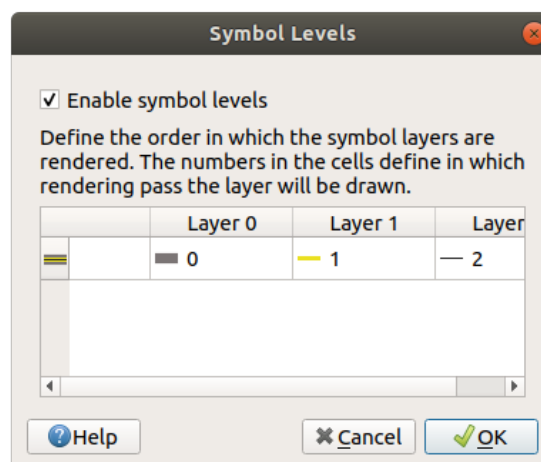 Symbol Levels
Enable symbol levels
Define the order in which the symbol layers are
rendered. The numbers in the cells define in which
rendering pass the layer will be drawn.
Layer 0 Layer 1 Layer
0 1 2
Help Cancel OK